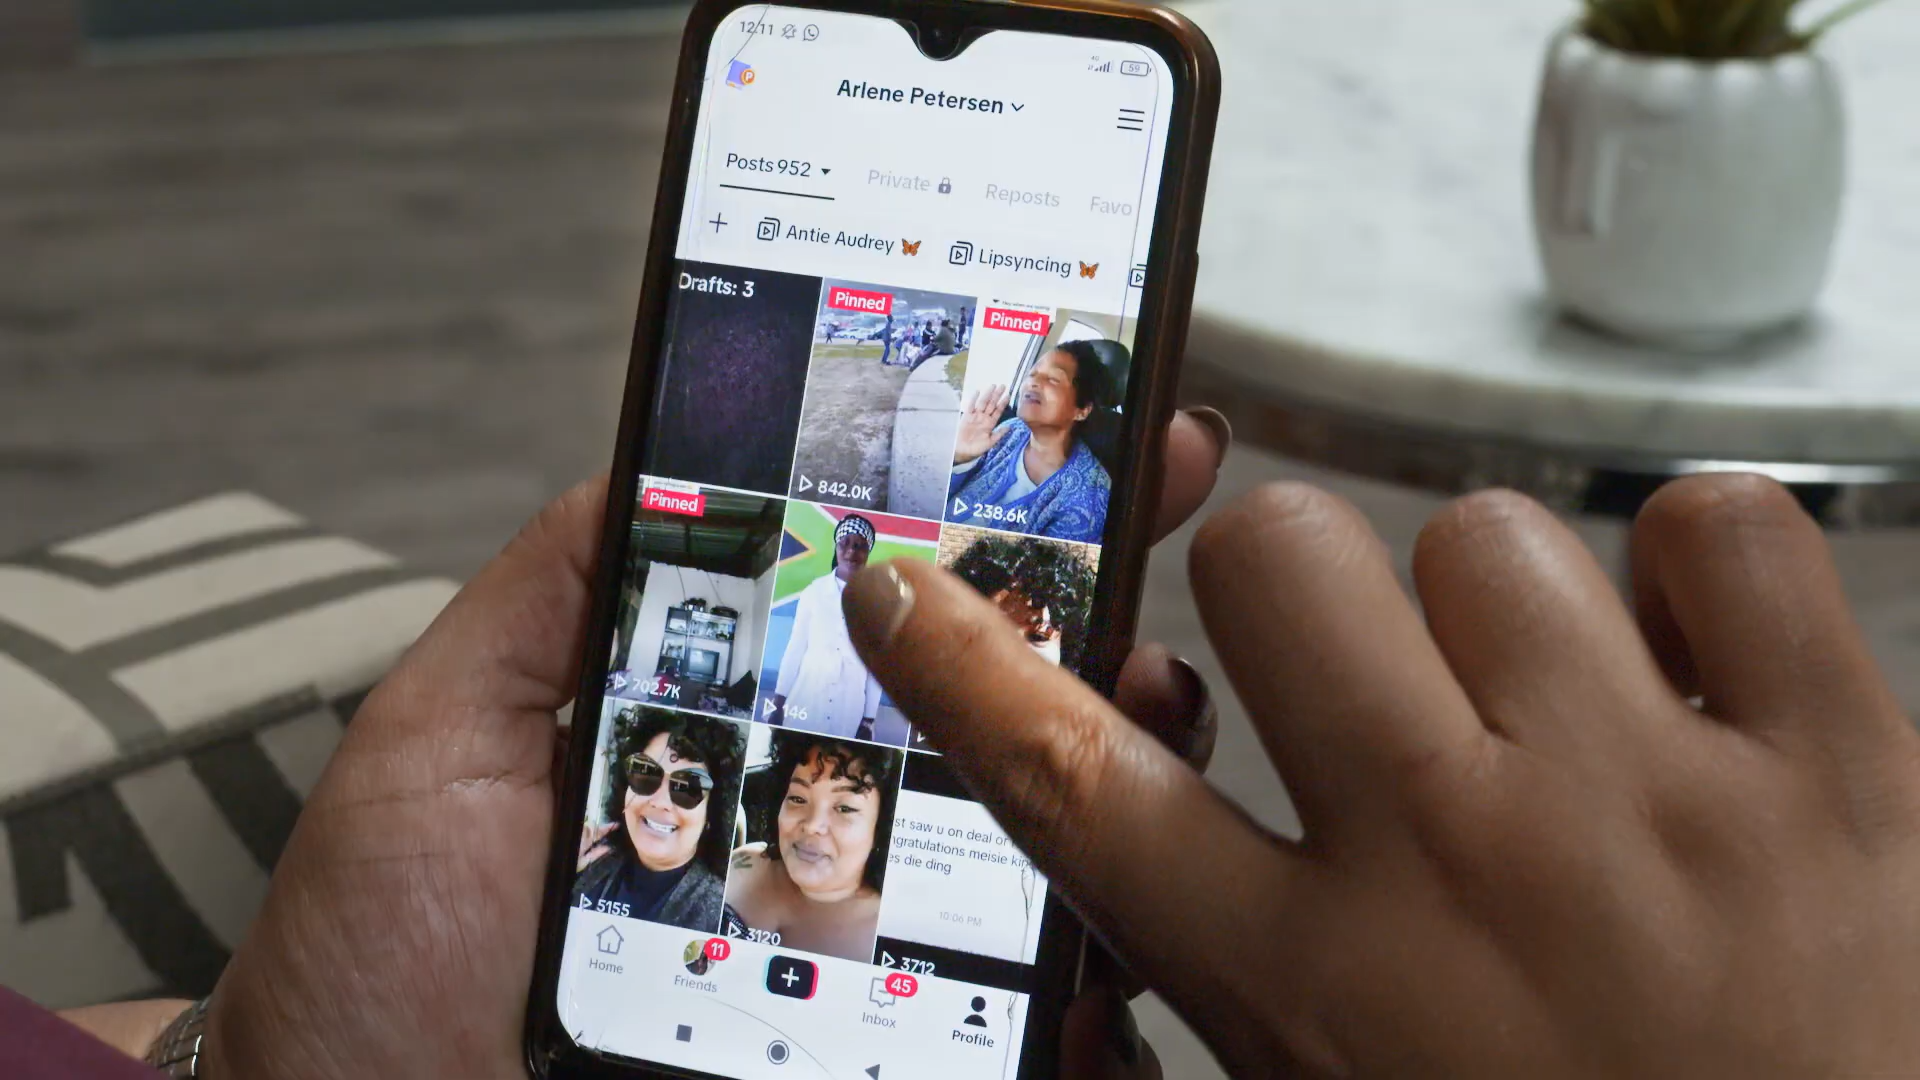 12:11
59
Arlene Petersen
Posts 952
Private
Reposts
Favo
Antie Audrey
Lipsyncing
Drafts: 3
Pinned
842.0K
Pinned
238.6K
Pinned
702.7K
146
5155
3120
st saw u on deal or
ngratulations meisie kin
es die ding
10:06 PM
3712
Home
11
Friends
45
Inbox
Profile